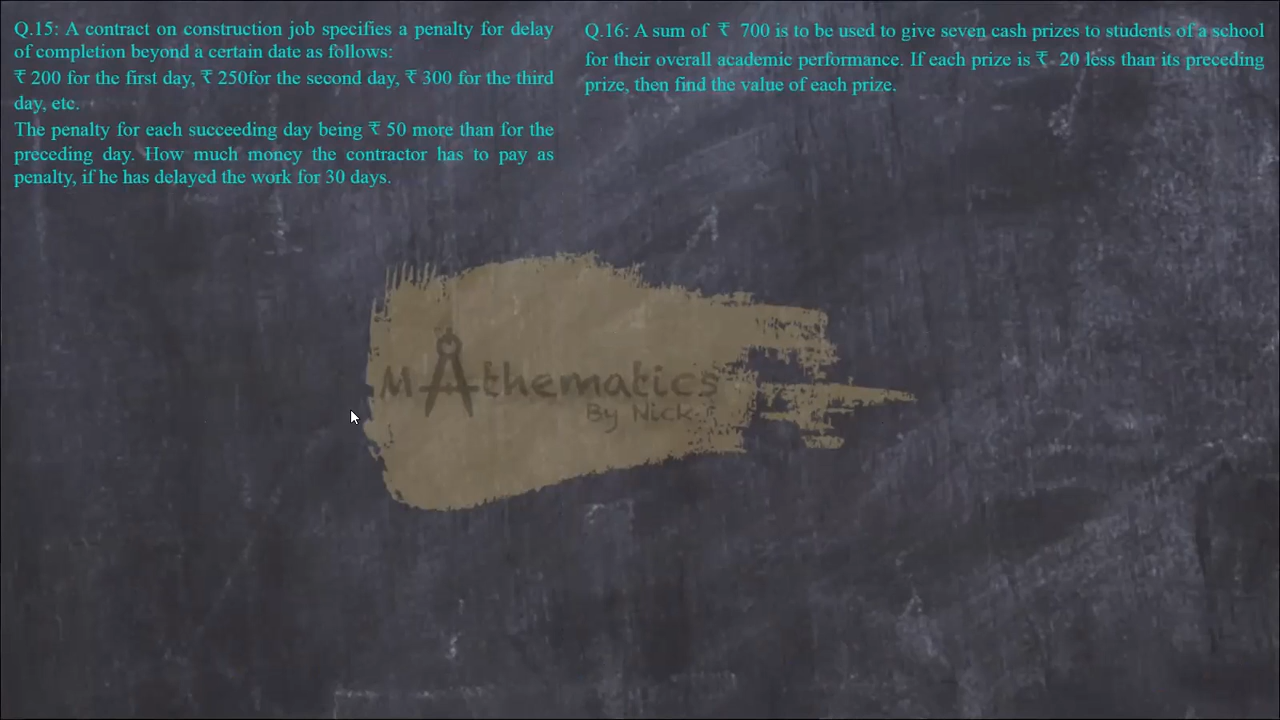 Q.15: A contract on construction job specifies a penalty for delay
of completion beyond a certain date as follows:
₹ 200 for the first day, ₹ 250for the second day, ₹ 300 for the third
day, etc.
The penalty for each succeeding day being ₹ 50 more than for the
preceding day. How much money the contractor has to pay as
penalty, if he has delayed the work for 30 days.
Q.16: A sum of ₹ 700 is to be used to give seven cash prizes to students of a school
for their overall academic performance. If each prize is ₹ 20 less than its preceding
prize, then find the value of each prize.
MAthematics
By Nick